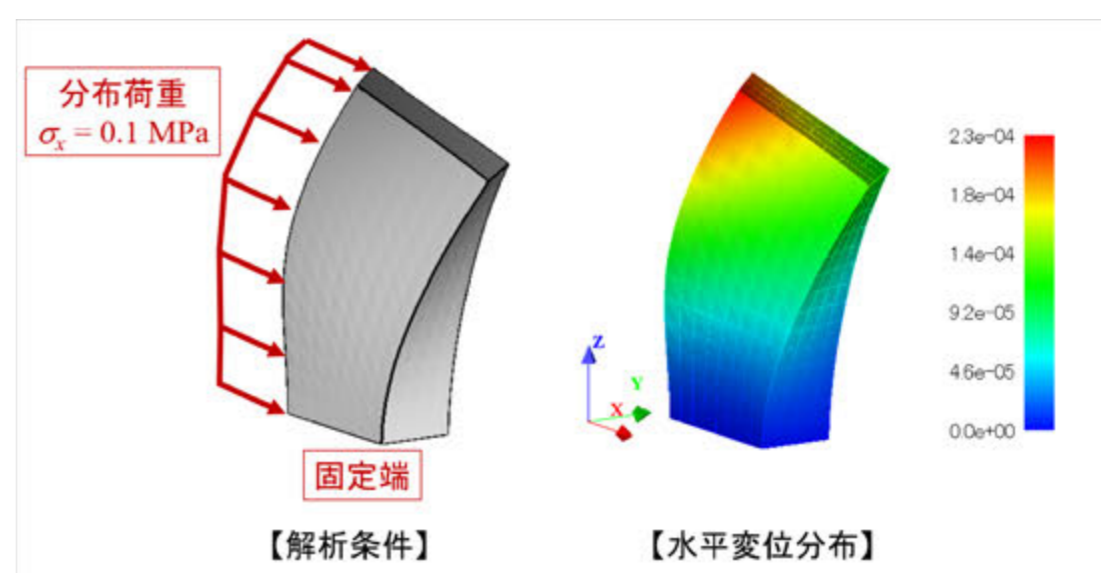 分布荷重
σx = 0.1 MPa
固定端
【解析条件】
2.3e-04
1.8e-04
1.4e-04
9.2e-05
4.6e-05
0.0e+00
Z
Y
X
【水平変位分布】